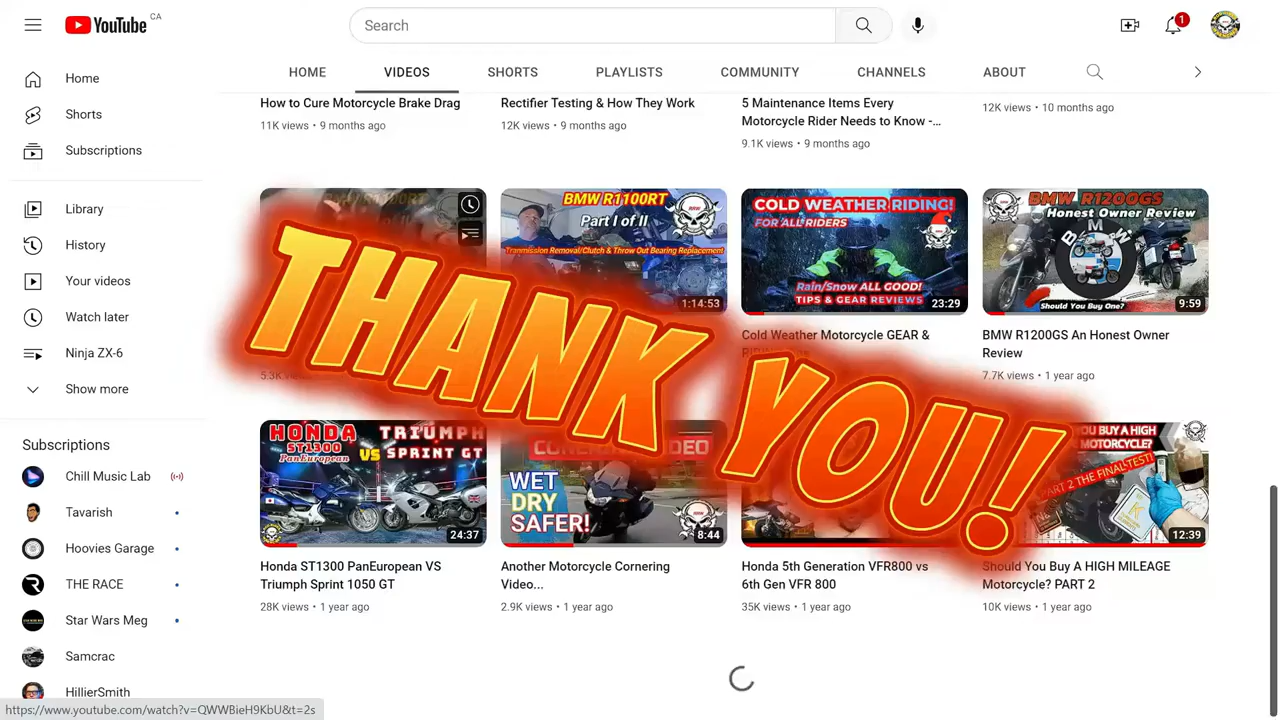 YouTube CA
Search
1
HOME VIDEOS SHORTS PLAYLISTS COMMUNITY CHANNELS ABOUT
Home
Shorts
Subscriptions
Library
History
Your videos
Watch later
Ninja ZX-6
Show more
Subscriptions
Chill Music Lab
Tavarish
Hoovies Garage
THE RACE
Star Wars Meg
Samcrac
HillierSmith
How to Cure Motorcycle Brake Drag
11K views • 9 months ago
Rectifier Testing & How They Work
12K views • 9 months ago
5 Maintenance Items Every
Motorcycle Rider Needs to Know -...
9.1K views • 9 months ago
12K views • 10 months ago
BMW R1100RT
Part I of II
Tranmission Removal/Clutch & Throw Out Bearing Replacement
1:14:53
COLD WEATHER RIDING!
FOR ALL RIDERS
Rain/Snow ALL GOOD!
TIPS & GEAR REVIEWS
23:29
Cold Weather Motorcycle GEAR &
BMW R1200GS
Honest Owner
Review
BMW
Should You Buy One?
9:59
BMW R1200GS An Honest Owner
Review
7.7K views • 1 year ago
5.3K
THANK YOU!
HONDA
ST1300
PanEuropean
VS
TRIUMPH
SPRINT GT
24:37
Honda ST1300 PanEuropean VS
Triumph Sprint 1050 GT
28K views • 1 year ago
WET
DRY
SAFER!
8:44
Another Motorcycle Cornering
Video...
2.9K views • 1 year ago
Honda 5th Generation VFR800 vs
6th Gen VFR 800
35K views • 1 year ago
YOU BUY A HIGH
MOTORCYCLE?
PART 2 THE FINAL TEST!
12:39
Should You Buy A HIGH MILEAGE
Motorcycle? PART 2
10K views • 1 year ago
https://www.youtube.com/watch?v=QWWBieH9KbU&t=2s